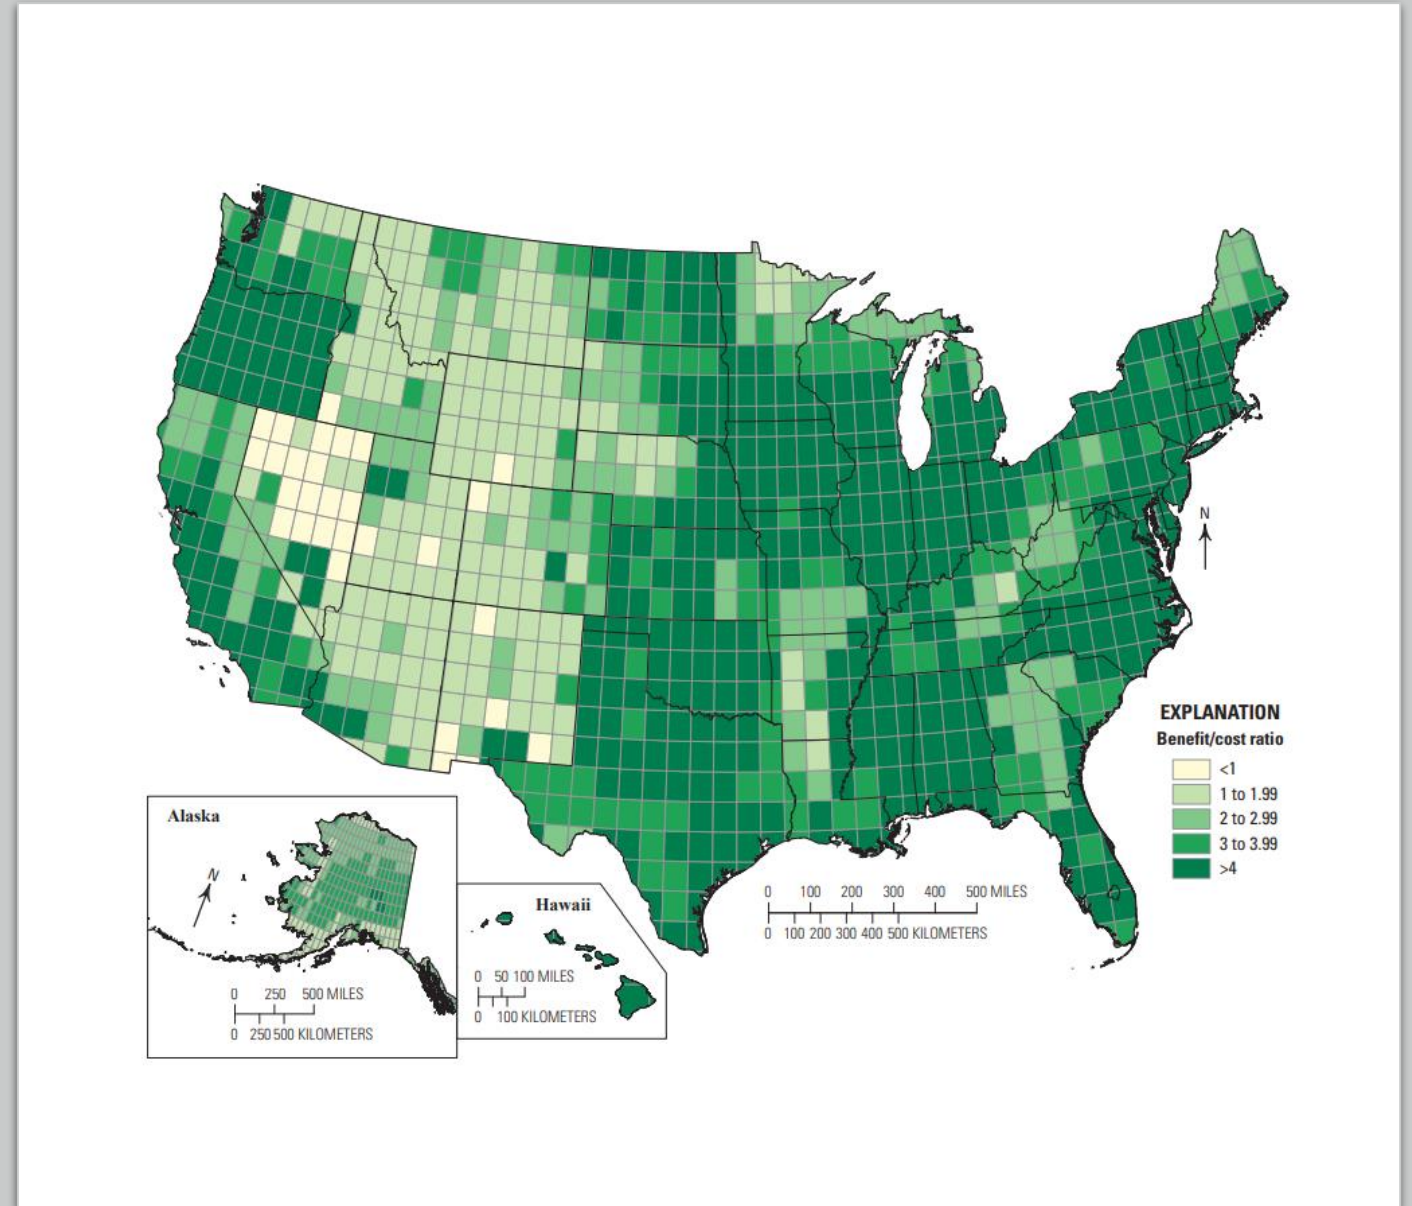 N
EXPLANATION
Benefit/cost ratio
<1
1 to 1.99
2 to 2.99
3 to 3.99
>4
Alaska
N
0 250 500 MILES
0 250 500 KILOMETERS
Hawaii
0 50 100 MILES
0 100 KILOMETERS
0 100 200 300 400 500 MILES
0 100 200 300 400 500 KILOMETERS